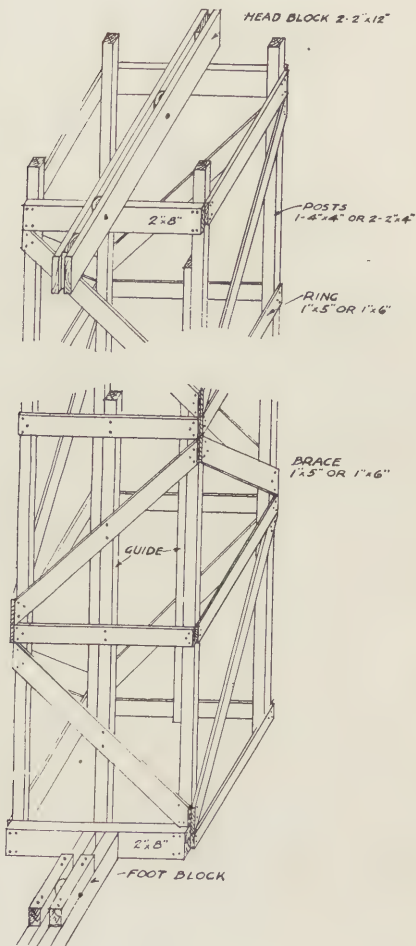 HEAD BLOCK 2-2"x12"
2"x8"
POSTS
1-4"x4" OR 2-2"x4"
RING
1"x5" OR 1"x6"
BRACE
1"x5" OR 1"x6"
GUIDE
2"x8"
FOOT BLOCK